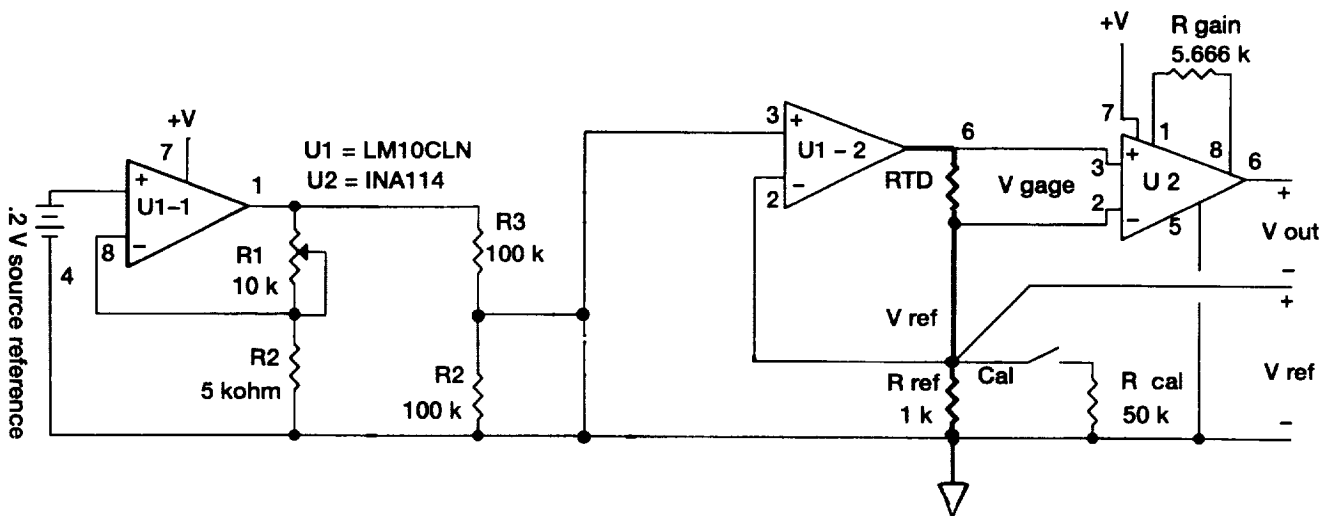 +V
R gain
5.666 k
+V
7
U1 = LM10CLN
U2 = INA114
+
U1-1
1
−
8
4
.2 V source reference
R1
10 k
R2
5 kohm
R3
100 k
R2
100 k
3
+
U1-2
−
2
6
RTD
V gage
7
1
8
3
+
U 2
2
−
5
6
+
V out
−
+
V ref
−
V ref
R ref
1 k
Cal
R cal
50 k